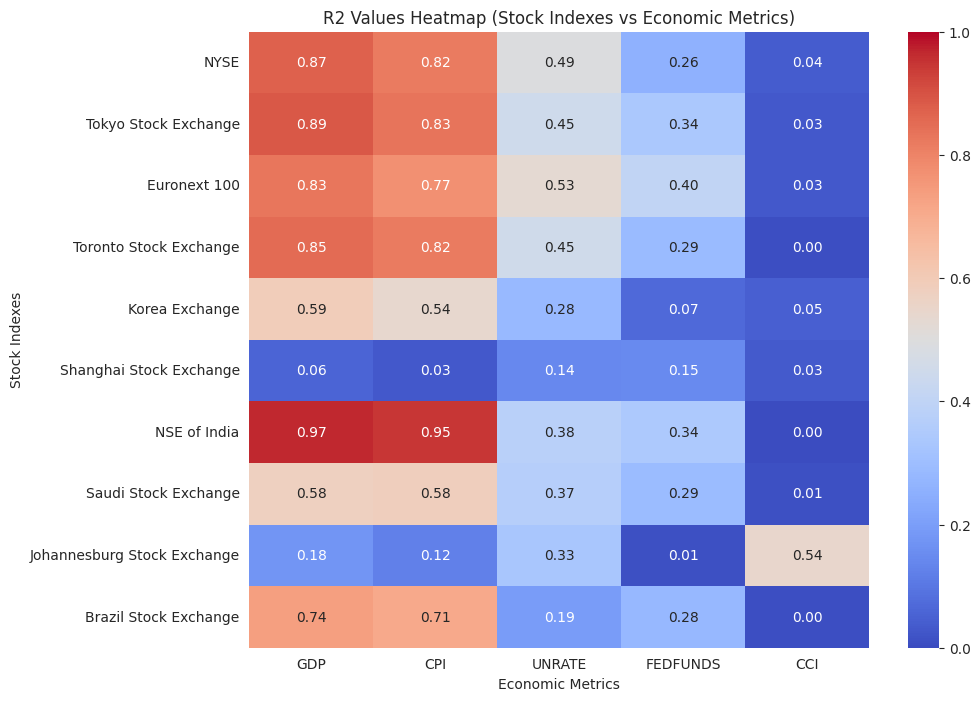 R2 Values Heatmap (Stock Indexes vs Economic Metrics)
Stock Indexes
NYSE 0.87 0.82 0.49 0.26 0.04
Tokyo Stock Exchange 0.89 0.83 0.45 0.34 0.03
Euronext 100 0.83 0.77 0.53 0.40 0.03
Toronto Stock Exchange 0.85 0.82 0.45 0.29 0.00
Korea Exchange 0.59 0.54 0.28 0.07 0.05
Shanghai Stock Exchange 0.06 0.03 0.14 0.15 0.03
NSE of India 0.97 0.95 0.38 0.34 0.00
Saudi Stock Exchange 0.58 0.58 0.37 0.29 0.01
Johannesburg Stock Exchange 0.18 0.12 0.33 0.01 0.54
Brazil Stock Exchange 0.74 0.71 0.19 0.28 0.00
GDP CPI UNRATE FEDFUNDS CCI
Economic Metrics
1.0
0.8
0.6
0.4
0.2
0.0